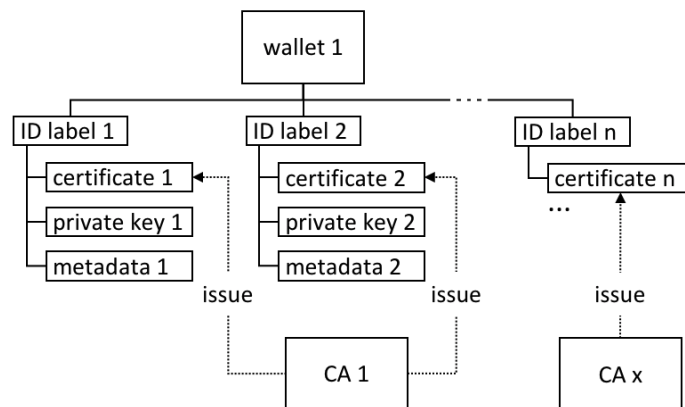 wallet 1
ID label 1
ID label 2
ID label n
certificate 1
certificate 2
certificate n
...
private key 1
private key 2
metadata 1
metadata 2
issue
issue
issue
CA 1
CA x